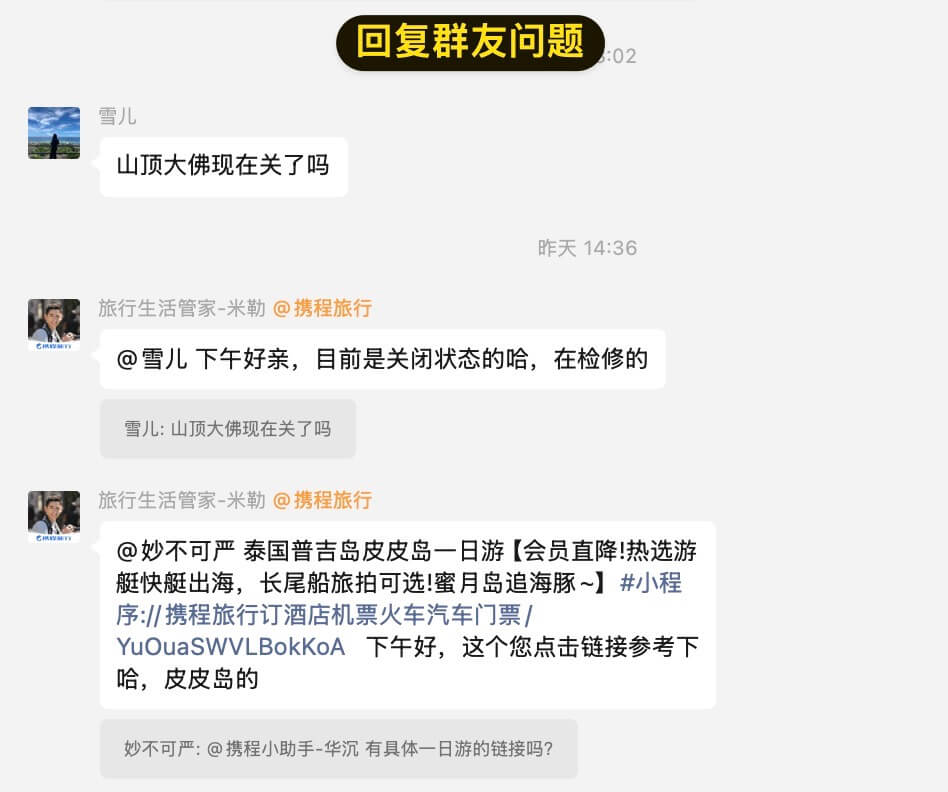 回复群友问题
3:02
雪儿
山顶大佛现在关了吗
昨天 14:36
旅行生活管家-米勒 @携程旅行
@雪儿 下午好亲，目前是关闭状态的哈，在检修的
雪儿: 山顶大佛现在关了吗
旅行生活管家-米勒 @携程旅行
@妙不可严 泰国普吉岛皮皮岛一日游【会员直降!热选游
艇快艇出海，长尾船旅拍可选!蜜月岛追海豚~】#小程
序://携程旅行订酒店机票火车汽车门票/
YuOuaSWVLBokKoA 下午好，这个您点击链接参考下
哈，皮皮岛的
妙不可严: @携程小助手-华沉 有具体一日游的链接吗?